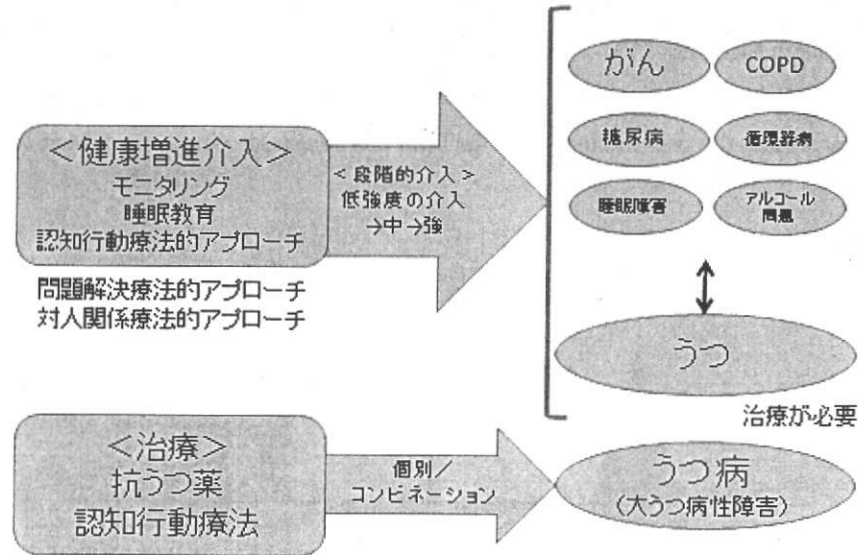 ＜健康増進介入＞
モニタリング
睡眠教育
認知行動療法的アプローチ
問題解決療法的アプローチ
対人関係療法的アプローチ
＜段階的介入＞
低強度の介入
→中→強
がん
COPD
糖尿病
循環器病
睡眠障害
アルコール
問題
うつ
治療が必要
＜治療＞
抗うつ薬
認知行動療法
個別／
コンビネーション
うつ病
（大うつ病性障害）